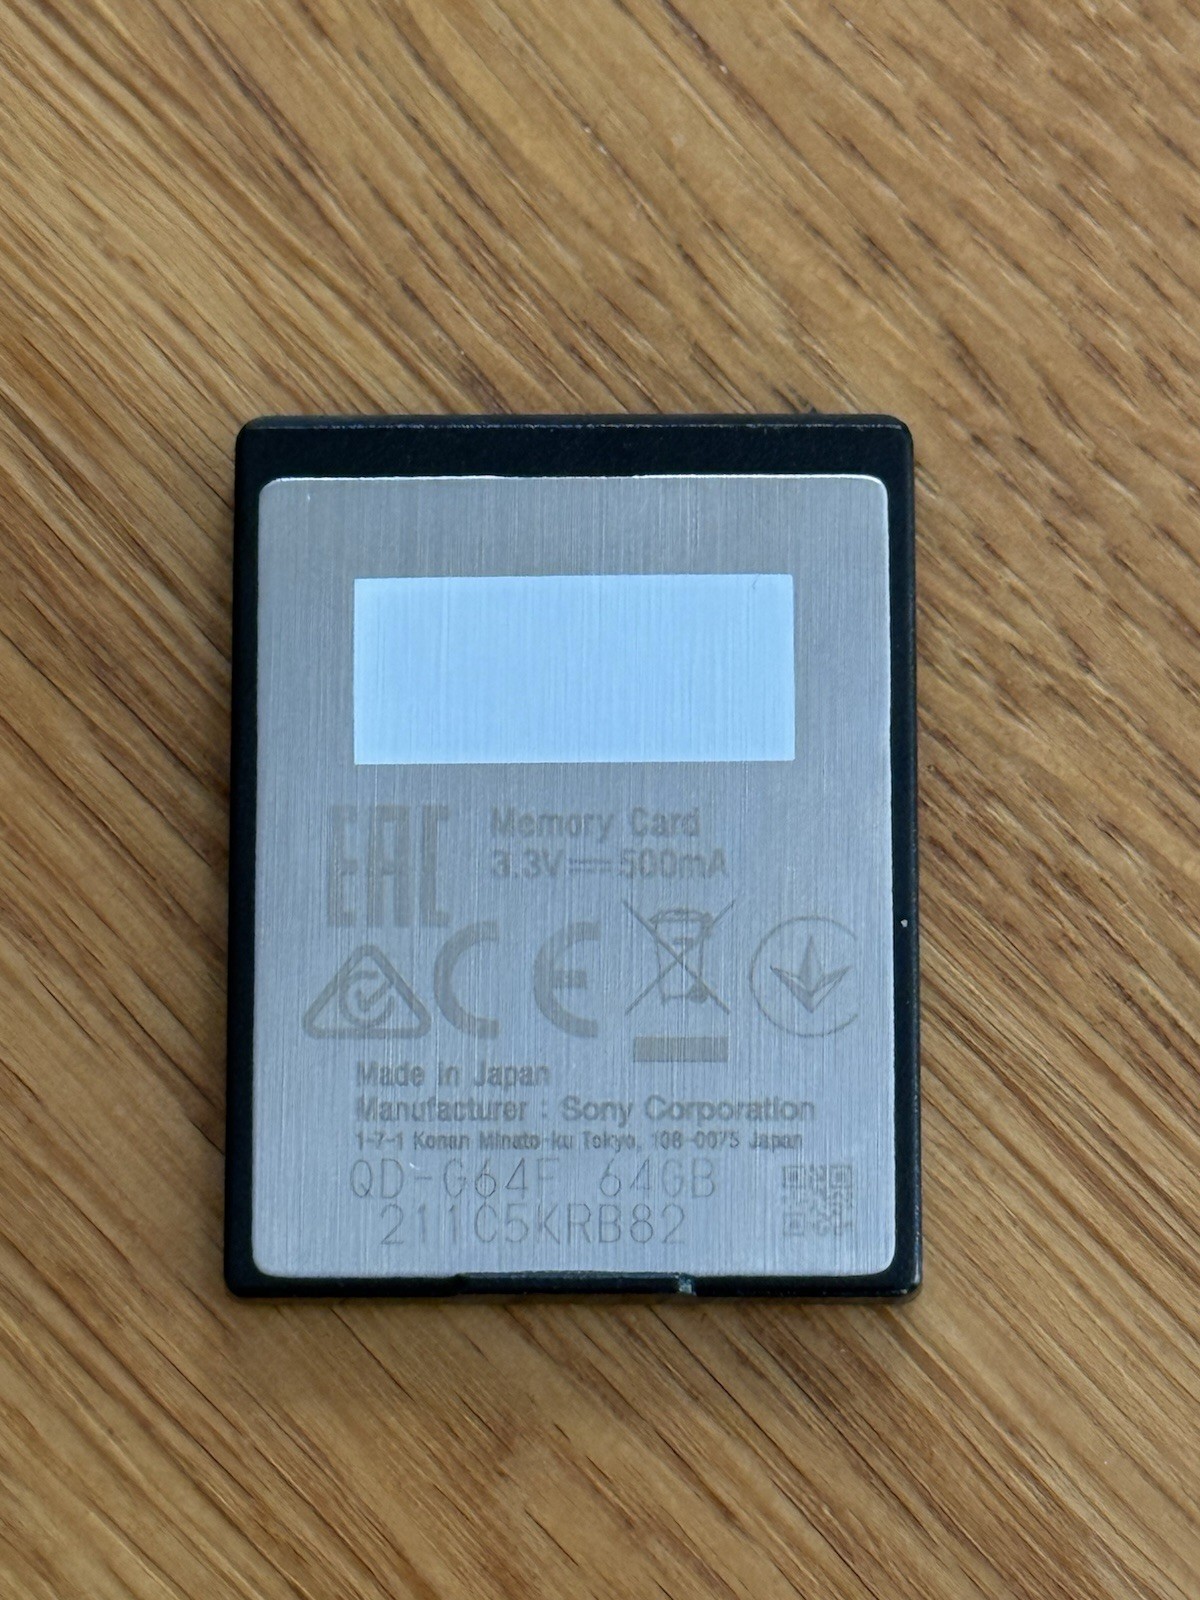 EAC
Memory Card
3.3V⎓500mA
CE
Made in Japan
Manufacturer : Sony Corporation
1-7-1 Konan Minato-ku Tokyo, 108-0075 Japan
QD-G64F 64GB
211C5KRB82